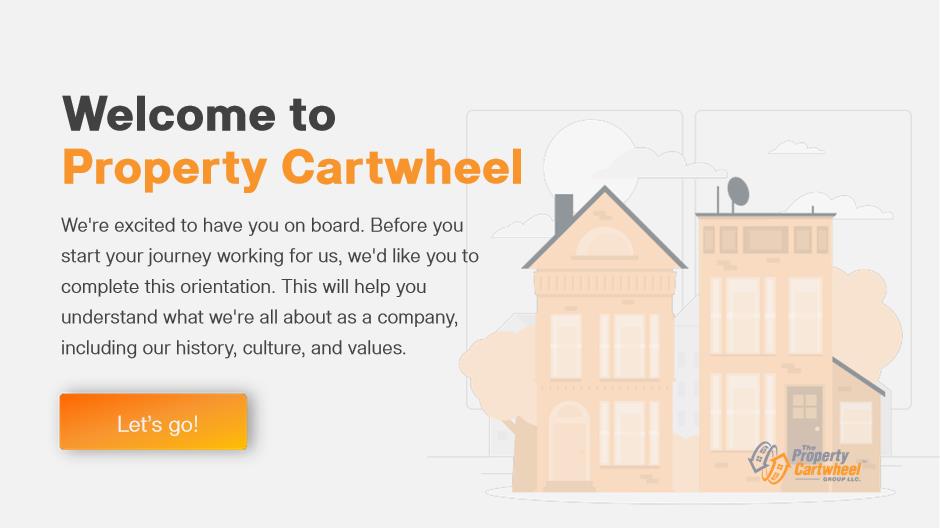 Welcome to
Property Cartwheel
We're excited to have you on board. Before you
start your journey working for us, we'd like you to
complete this orientation. This will help you
understand what we're all about as a company,
including our history, culture, and values.
Let's go!
The
Property
Cartwheel
GROUP LLC.